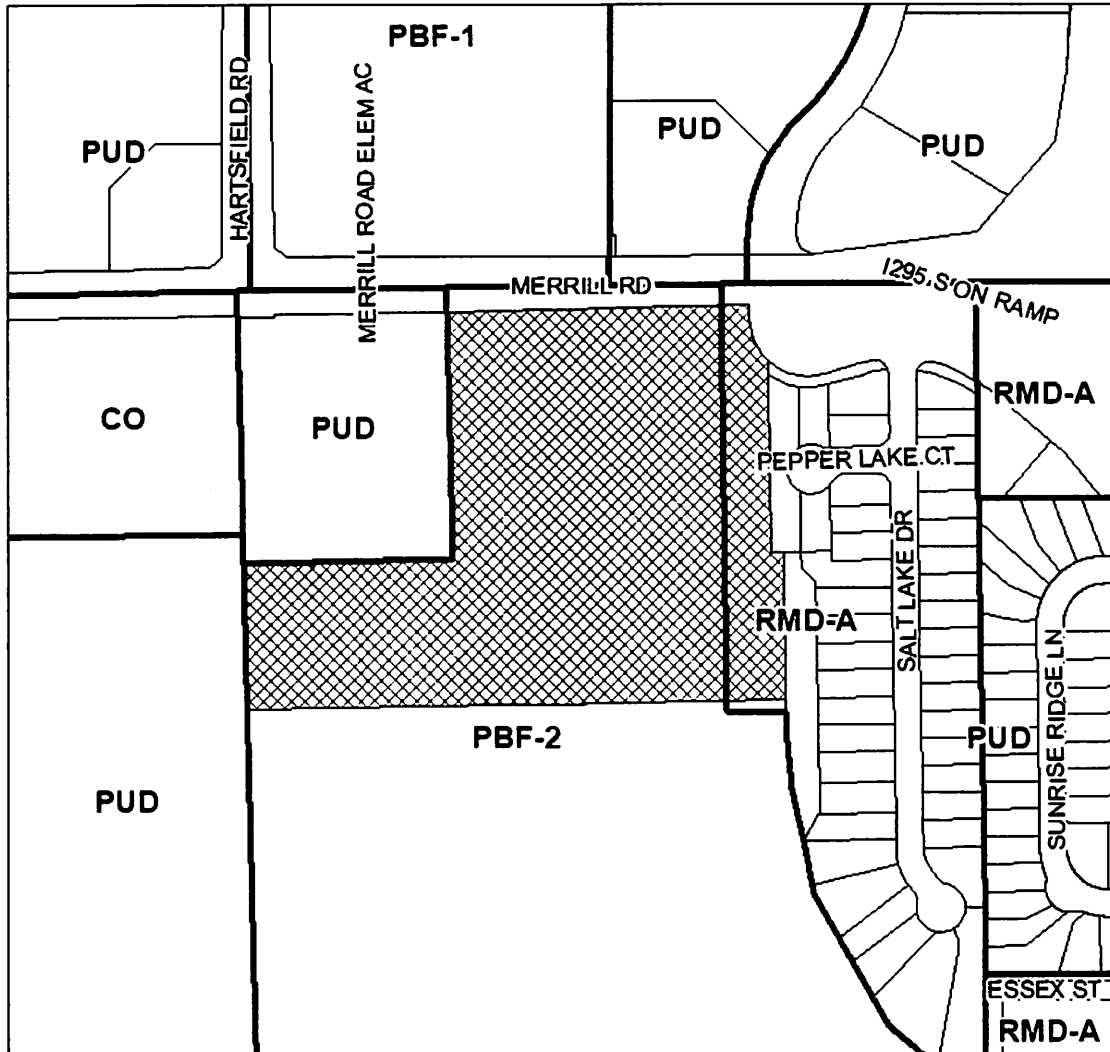 PBF-1
HARTSFIELD RD
MERRILL ROAD ELEM AC
PUD
PUD
PUD
MERRILL RD
I295 S ON RAMP
CO
PUD
RMD-A
PEPPER LAKE CT
SALT LAKE DR
RMD-A
SUNRISE RIDGE LN
PBF-2
PUD
PUD
ESSEX ST
RMD-A